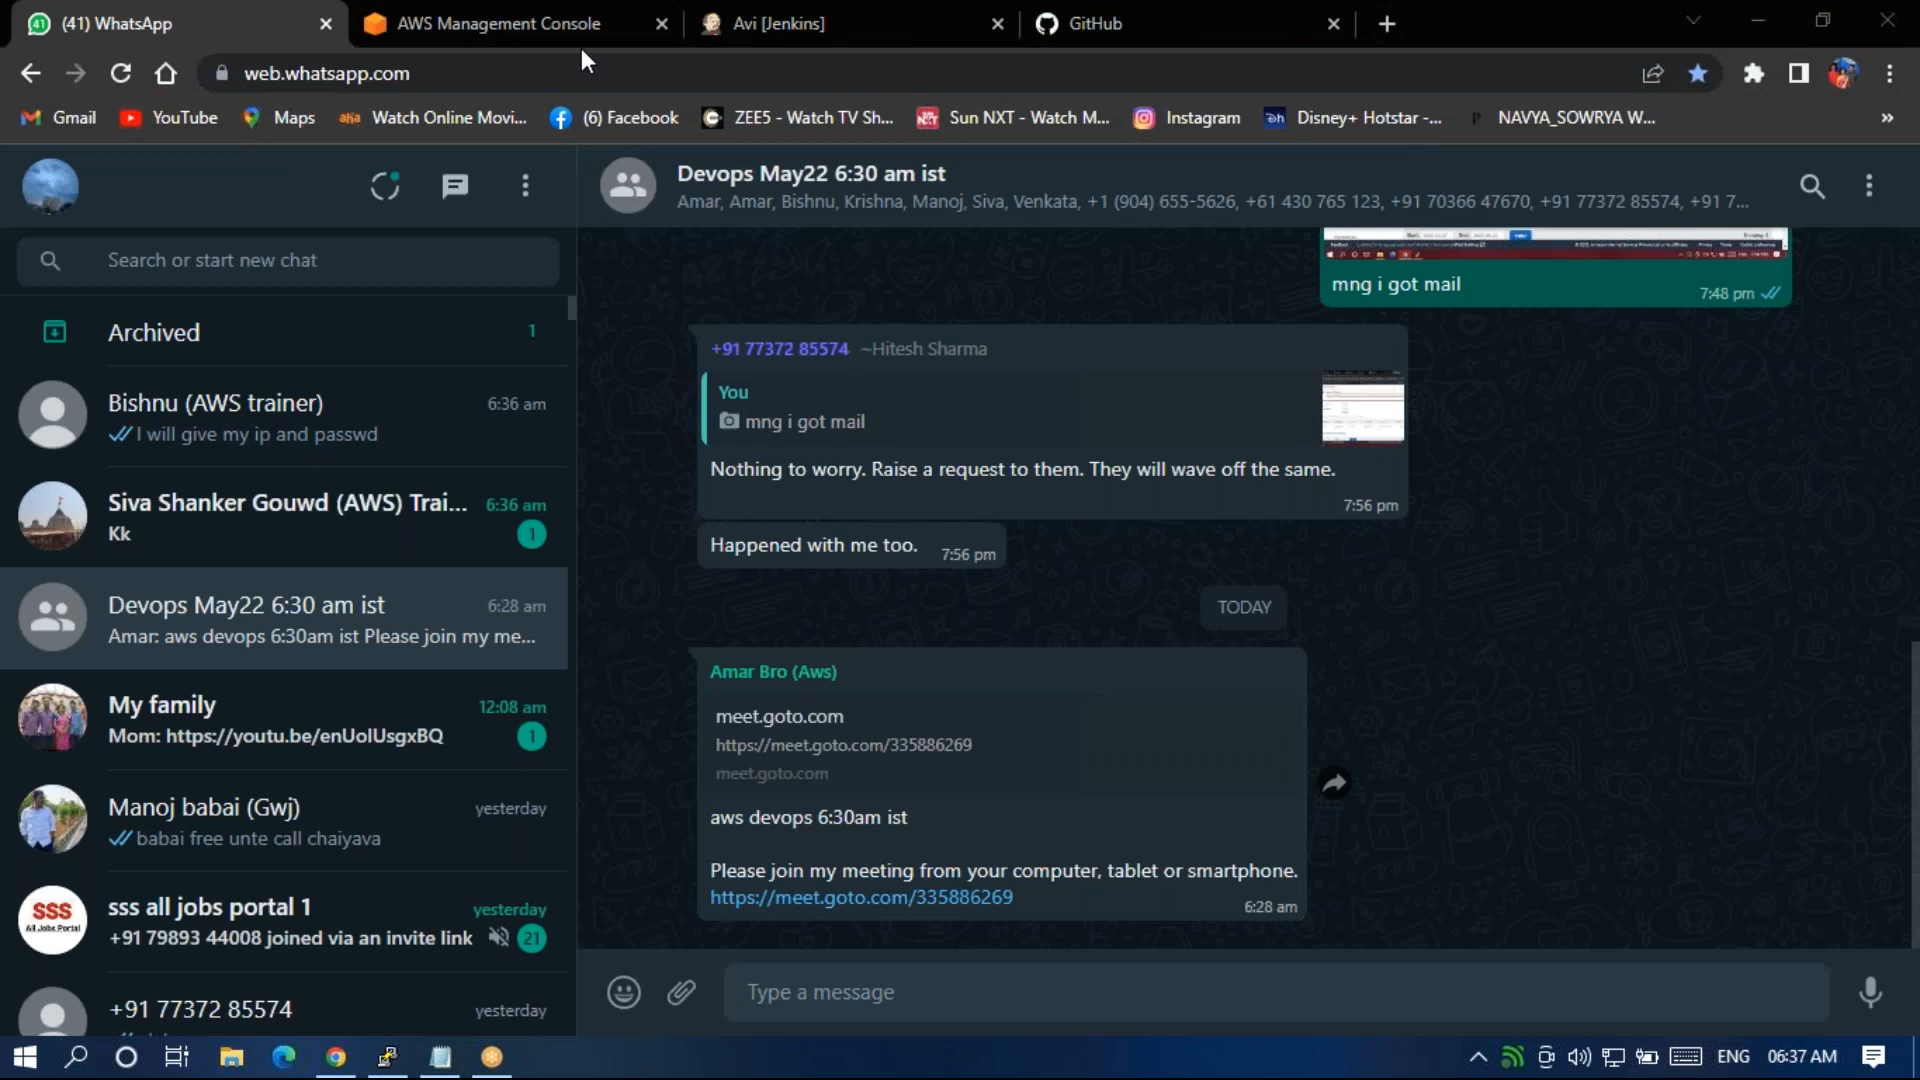 (41) WhatsApp
AWS Management Console
Avi [Jenkins]
GitHub
web.whatsapp.com
Gmail
YouTube
Maps
Watch Online Movi...
(6) Facebook
ZEE5 - Watch TV Sh...
Sun NXT - Watch M...
Instagram
Disney+ Hotstar -...
NAVYA_SOWRYA W...
Search or start new chat
Archived 1
Bishnu (AWS trainer) 6:36 am
I will give my ip and passwd
Siva Shanker Gouwd (AWS) Trai... 6:36 am
Kk 1
Devops May22 6:30 am ist 6:28 am
Amar: aws devops 6:30am ist Please join my me...
My family 12:08 am
Mom: https://youtu.be/enUolUsgxBQ 1
Manoj babai (Gwj) yesterday
babai free unte call chaiyava
sss all jobs portal 1 yesterday
+91 79893 44008 joined via an invite link 21
+91 77372 85574 yesterday
Devops May22 6:30 am ist
Amar, Amar, Bishnu, Krishna, Manoj, Siva, Venkata, +1 (904) 655-5626, +61 430 765 123, +91 70366 47670, +91 77372 85574, +91 7...
mng i got mail
7:48 pm
+91 77372 85574 ~Hitesh Sharma
You
mng i got mail
Nothing to worry. Raise a request to them. They will wave off the same.
7:56 pm
Happened with me too. 7:56 pm
TODAY
Amar Bro (Aws)
meet.goto.com
https://meet.goto.com/335886269
meet.goto.com
aws devops 6:30am ist
Please join my meeting from your computer, tablet or smartphone.
https://meet.goto.com/335886269
6:28 am
Type a message
ENG 06:37 AM